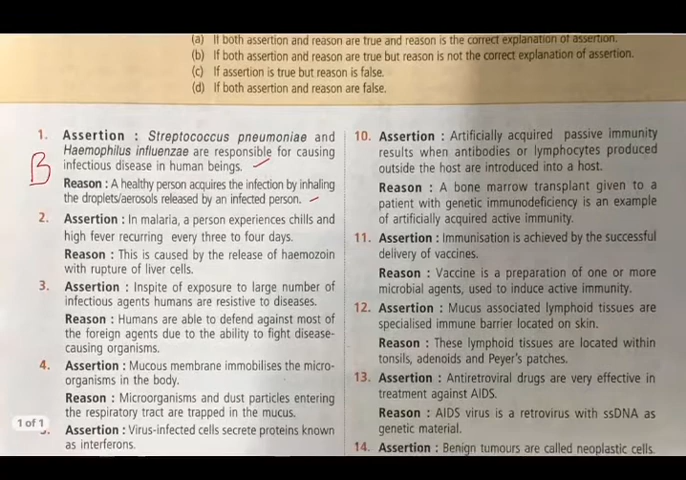 (a) If both assertion and reason are true and reason is the correct explanation of assertion.
(b) If both assertion and reason are true but reason is not the correct explanation of assertion.
(c) If assertion is true but reason is false.
(d) If both assertion and reason are false.
1. Assertion : Streptococcus pneumoniae and
Haemophilus influenzae are responsible for causing
infectious disease in human beings.
B
Reason : A healthy person acquires the infection by inhaling
the droplets/aerosols released by an infected person.
2. Assertion : In malaria, a person experiences chills and
high fever recurring every three to four days.
Reason : This is caused by the release of haemozoin
with rupture of liver cells.
3. Assertion : Inspite of exposure to large number of
infectious agents humans are resistive to diseases.
Reason : Humans are able to defend against most of
the foreign agents due to the ability to fight disease-
causing organisms.
4. Assertion : Mucous membrane immobilises the micro-
organisms in the body.
Reason : Microorganisms and dust particles entering
the respiratory tract are trapped in the mucus.
1 of 1
Assertion : Virus-infected cells secrete proteins known
as interferons.
10. Assertion : Artificially acquired passive immunity
results when antibodies or lymphocytes produced
outside the host are introduced into a host.
Reason : A bone marrow transplant given to a
patient with genetic immunodeficiency is an example
of artificially acquired active immunity.
11. Assertion : Immunisation is achieved by the successful
delivery of vaccines.
Reason : Vaccine is a preparation of one or more
microbial agents, used to induce active immunity.
12. Assertion : Mucus associated lymphoid tissues are
specialised immune barrier located on skin.
Reason : These lymphoid tissues are located within
tonsils, adenoids and Peyer's patches.
13. Assertion : Antiretroviral drugs are very effective in
treatment against AIDS.
Reason : AIDS virus is a retrovirus with ssDNA as
genetic material.
14. Assertion : Benign tumours are called neoplastic cells.